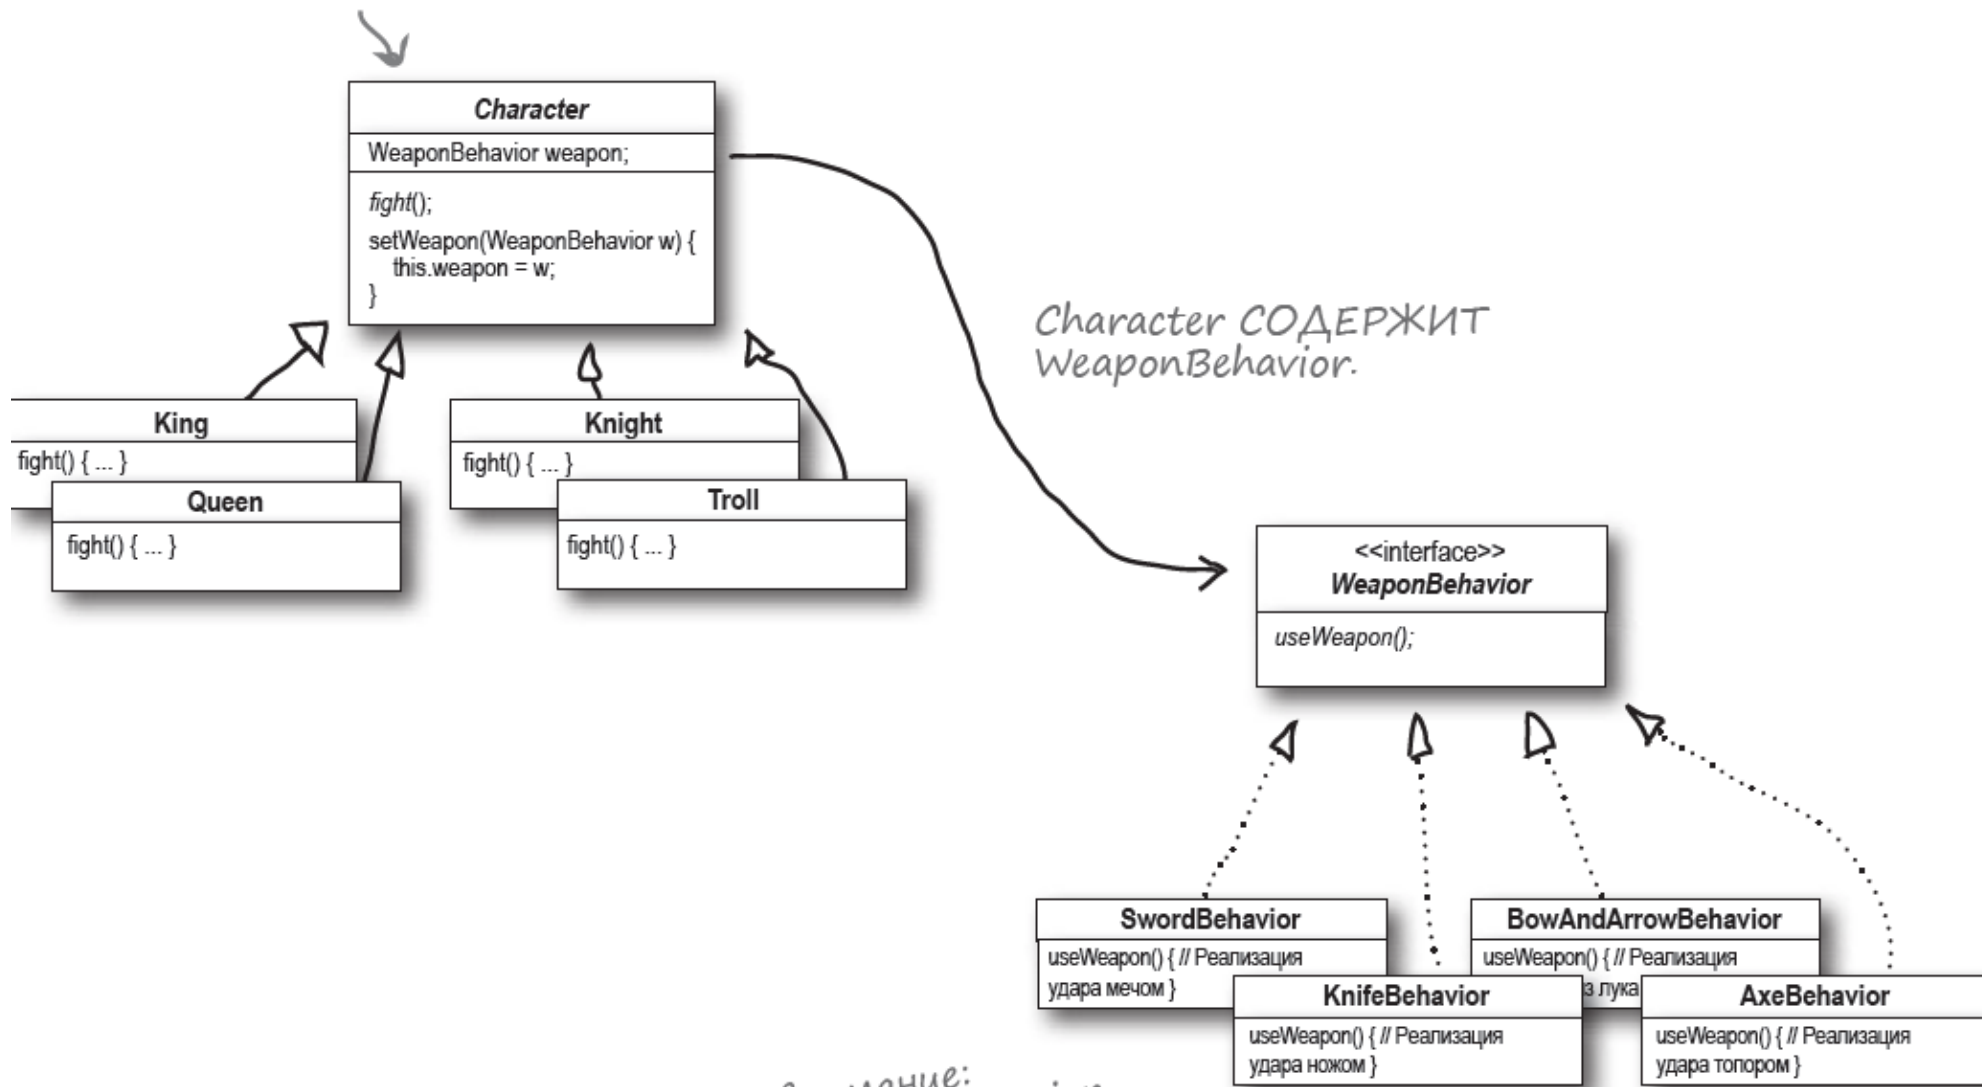 Character
WeaponBehavior weapon;
fight();
setWeapon(WeaponBehavior w) {
this.weapon = w;
}
Character СОДЕРЖИТ
WeaponBehavior.
King
fight() { ... }
Queen
fight() { ... }
Knight
fight() { ... }
Troll
fight() { ... }
<<interface>>
WeaponBehavior
useWeapon();
SwordBehavior
useWeapon() { // Реализация
удара мечом }
KnifeBehavior
useWeapon() { // Реализация
удара ножом }
BowAndArrowBehavior
useWeapon() { // Реализация
лука
AxeBehavior
useWeapon() { // Реализация
удара топором }